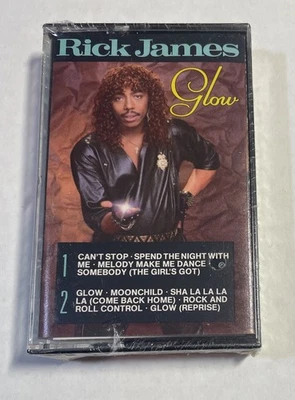 Rick James
Glow
1 CAN'T STOP · SPEND THE NIGHT WITH
ME · MELODY MAKE ME DANCE ·
SOMEBODY (THE GIRL'S GOT)
2 GLOW · MOONCHILD · SHA LA LA LA
LA (COME BACK HOME) · ROCK AND
ROLL CONTROL · GLOW (REPRISE)